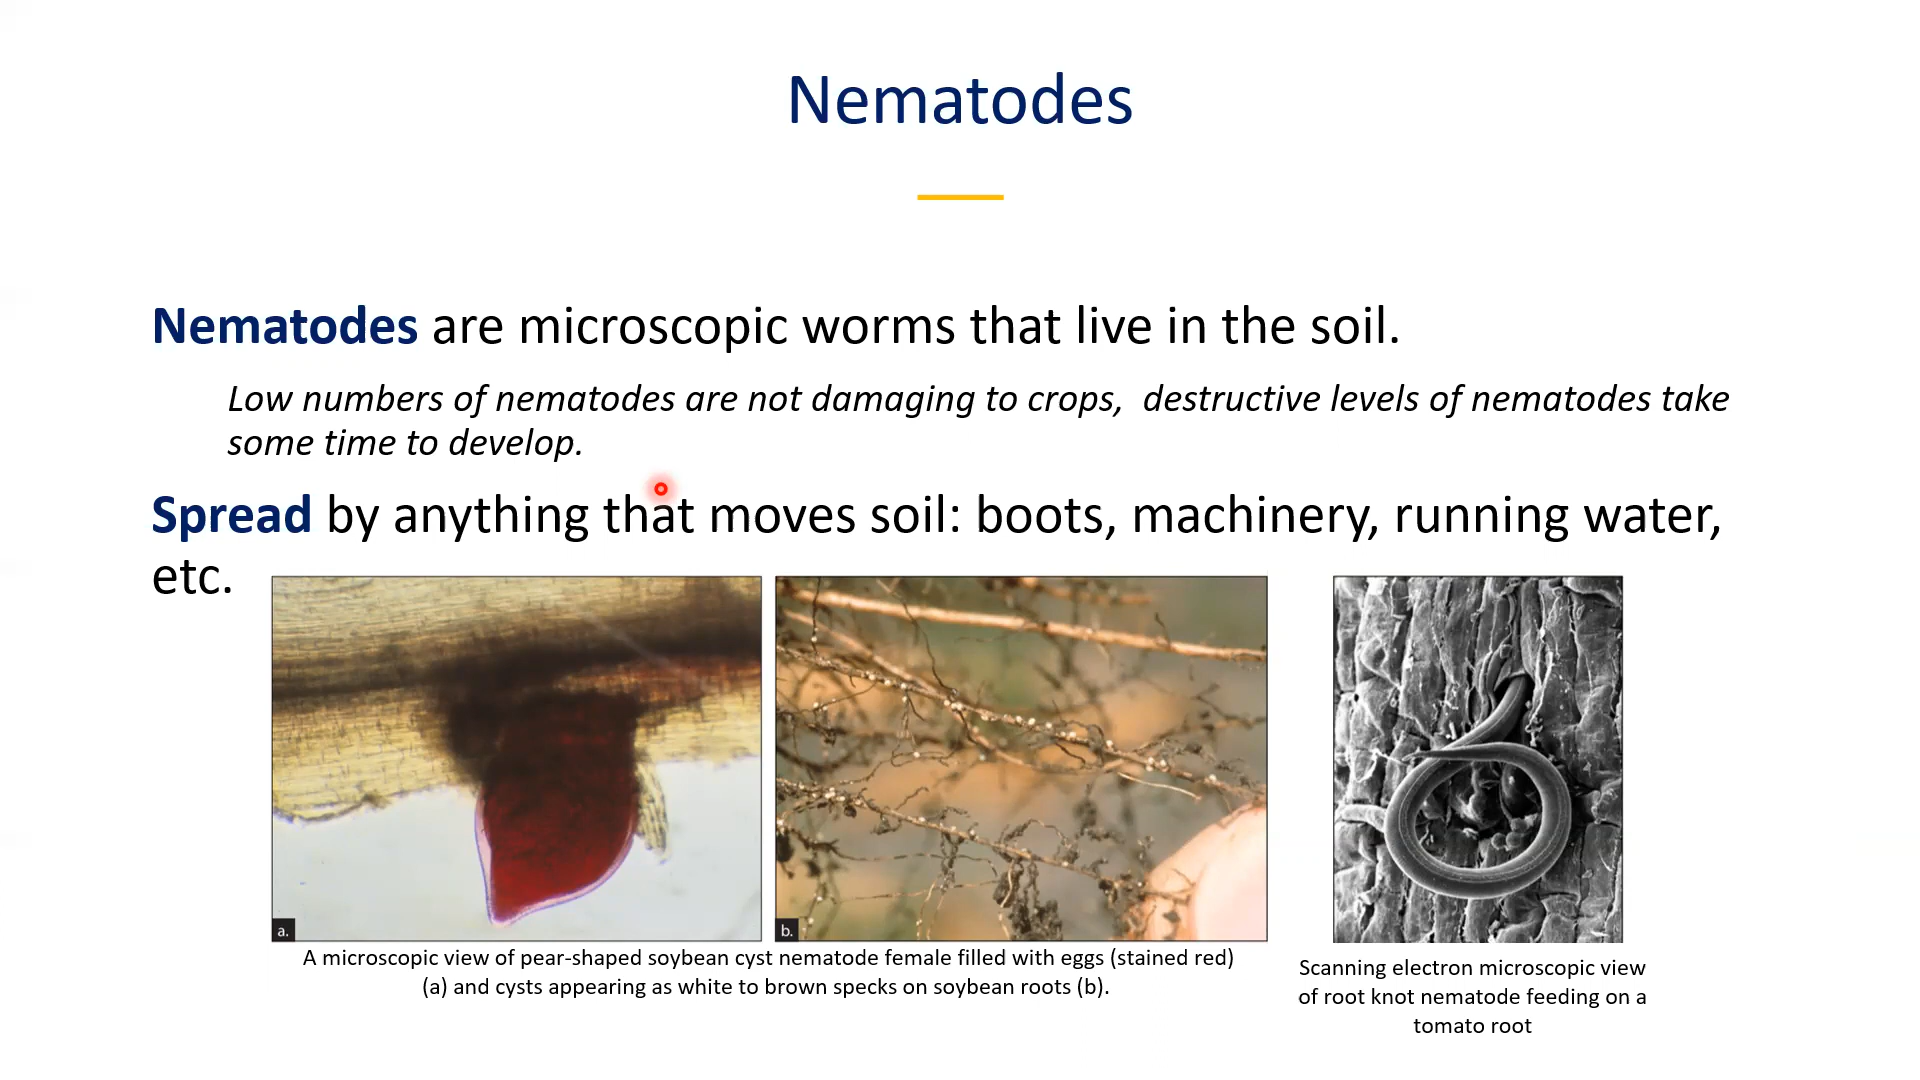 Nematodes
Nematodes are microscopic worms that live in the soil.
Low numbers of nematodes are not damaging to crops,  destructive levels of nematodes take
some time to develop.
Spread by anything that moves soil: boots, machinery, running water,
etc.
a.
b.
A microscopic view of pear-shaped soybean cyst nematode female filled with eggs (stained red)
(a) and cysts appearing as white to brown specks on soybean roots (b).
Scanning electron microscopic view
of root knot nematode feeding on a
tomato root